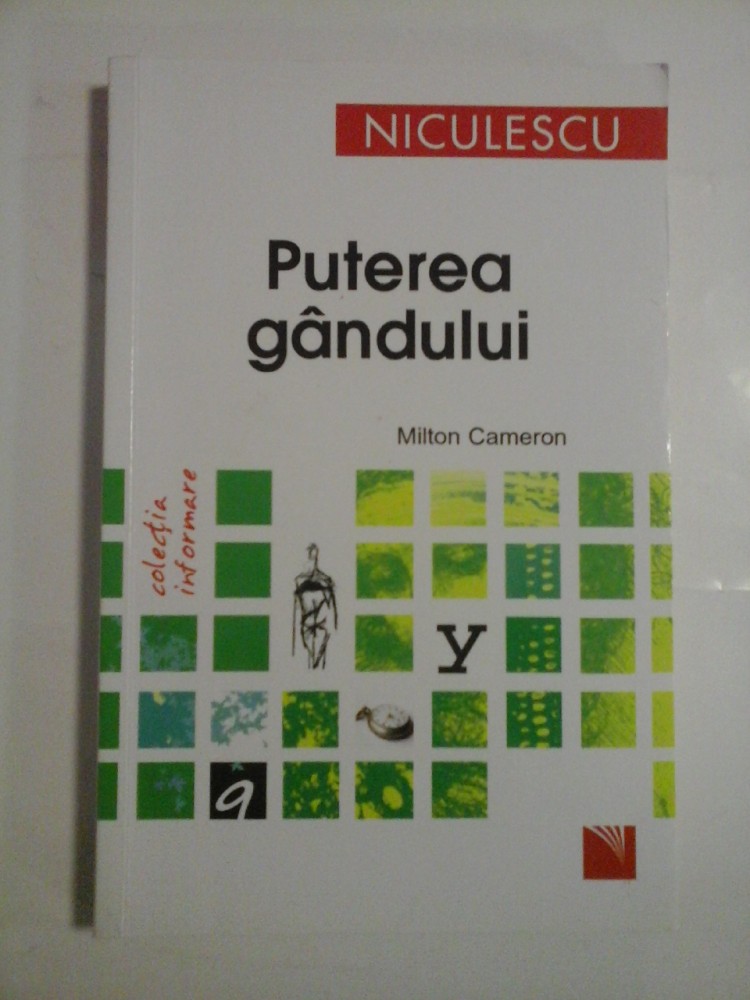 NICULESCU
Puterea
gândului
Milton Cameron
colecția
informare
y
9